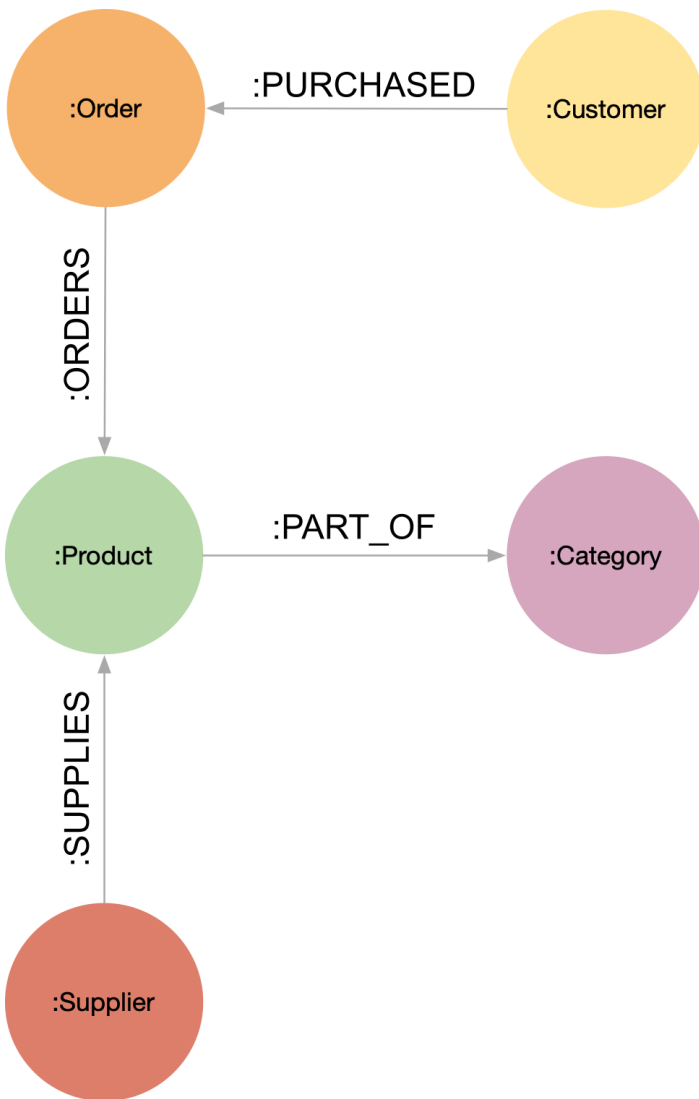 :PURCHASED
:Order
:Customer
:ORDERS
:PART_OF
:Product
:Category
:SUPPLIES
:Supplier